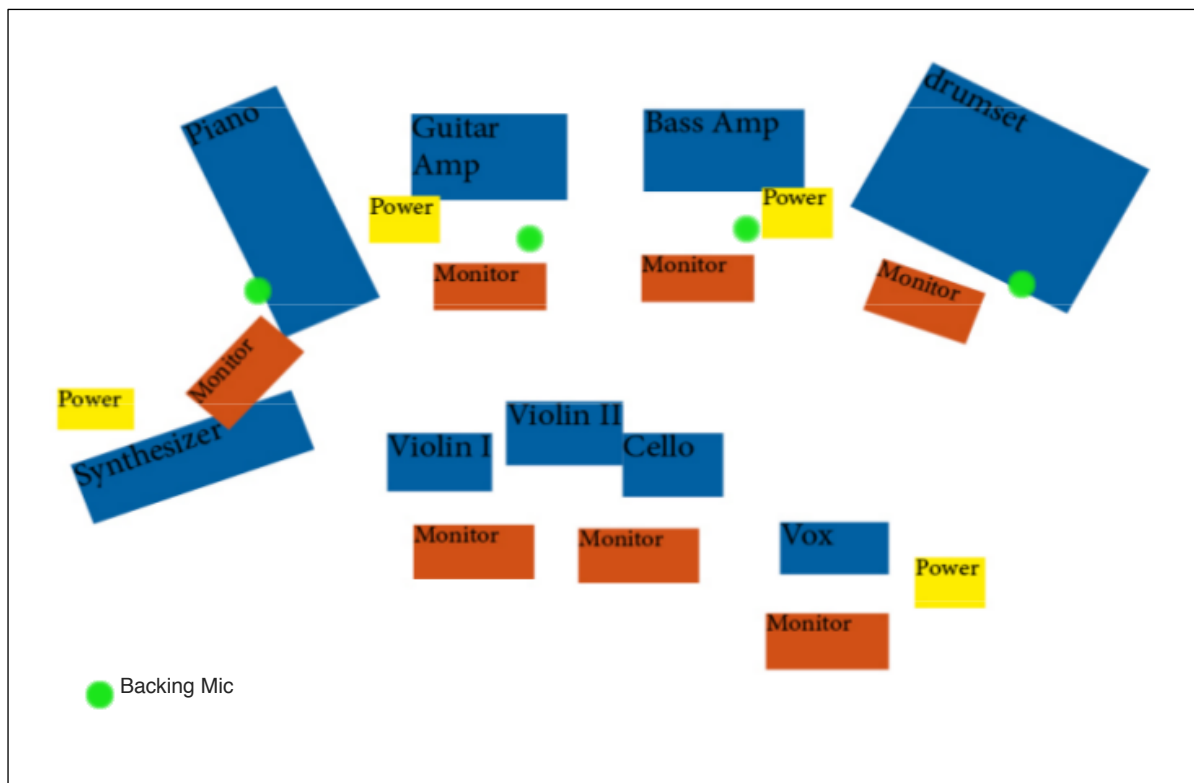 Piano
Guitar
Amp
Bass Amp
drumset
Power
Power
Monitor
Monitor
Monitor
Monitor
Power
Synthesizer
Violin I
Violin II
Cello
Monitor
Monitor
Vox
Power
Monitor
Backing Mic